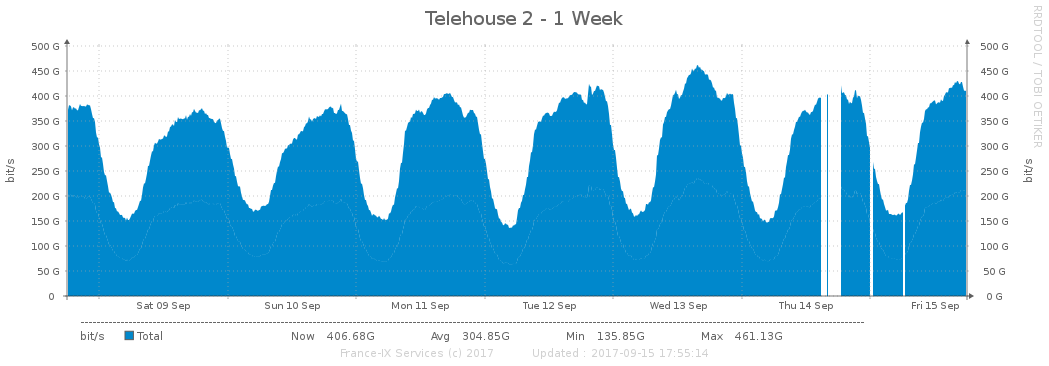 Telehouse 2 - 1 Week
RRDTOOL / TOBI OETIKER
500 G 500 G
450 G 450 G
400 G 400 G
350 G 350 G
300 G 300 G
250 G 250 G
200 G 200 G
150 G 150 G
100 G 100 G
50 G 50 G
0 0 G
bit/s bit/s
Sat 09 Sep Sun 10 Sep Mon 11 Sep Tue 12 Sep Wed 13 Sep Thu 14 Sep Fri 15 Sep
bit/s Total Now 406.68G Avg 304.85G Min 135.85G Max 461.13G
France-IX Services (c) 2017 Updated : 2017-09-15 17:55:14